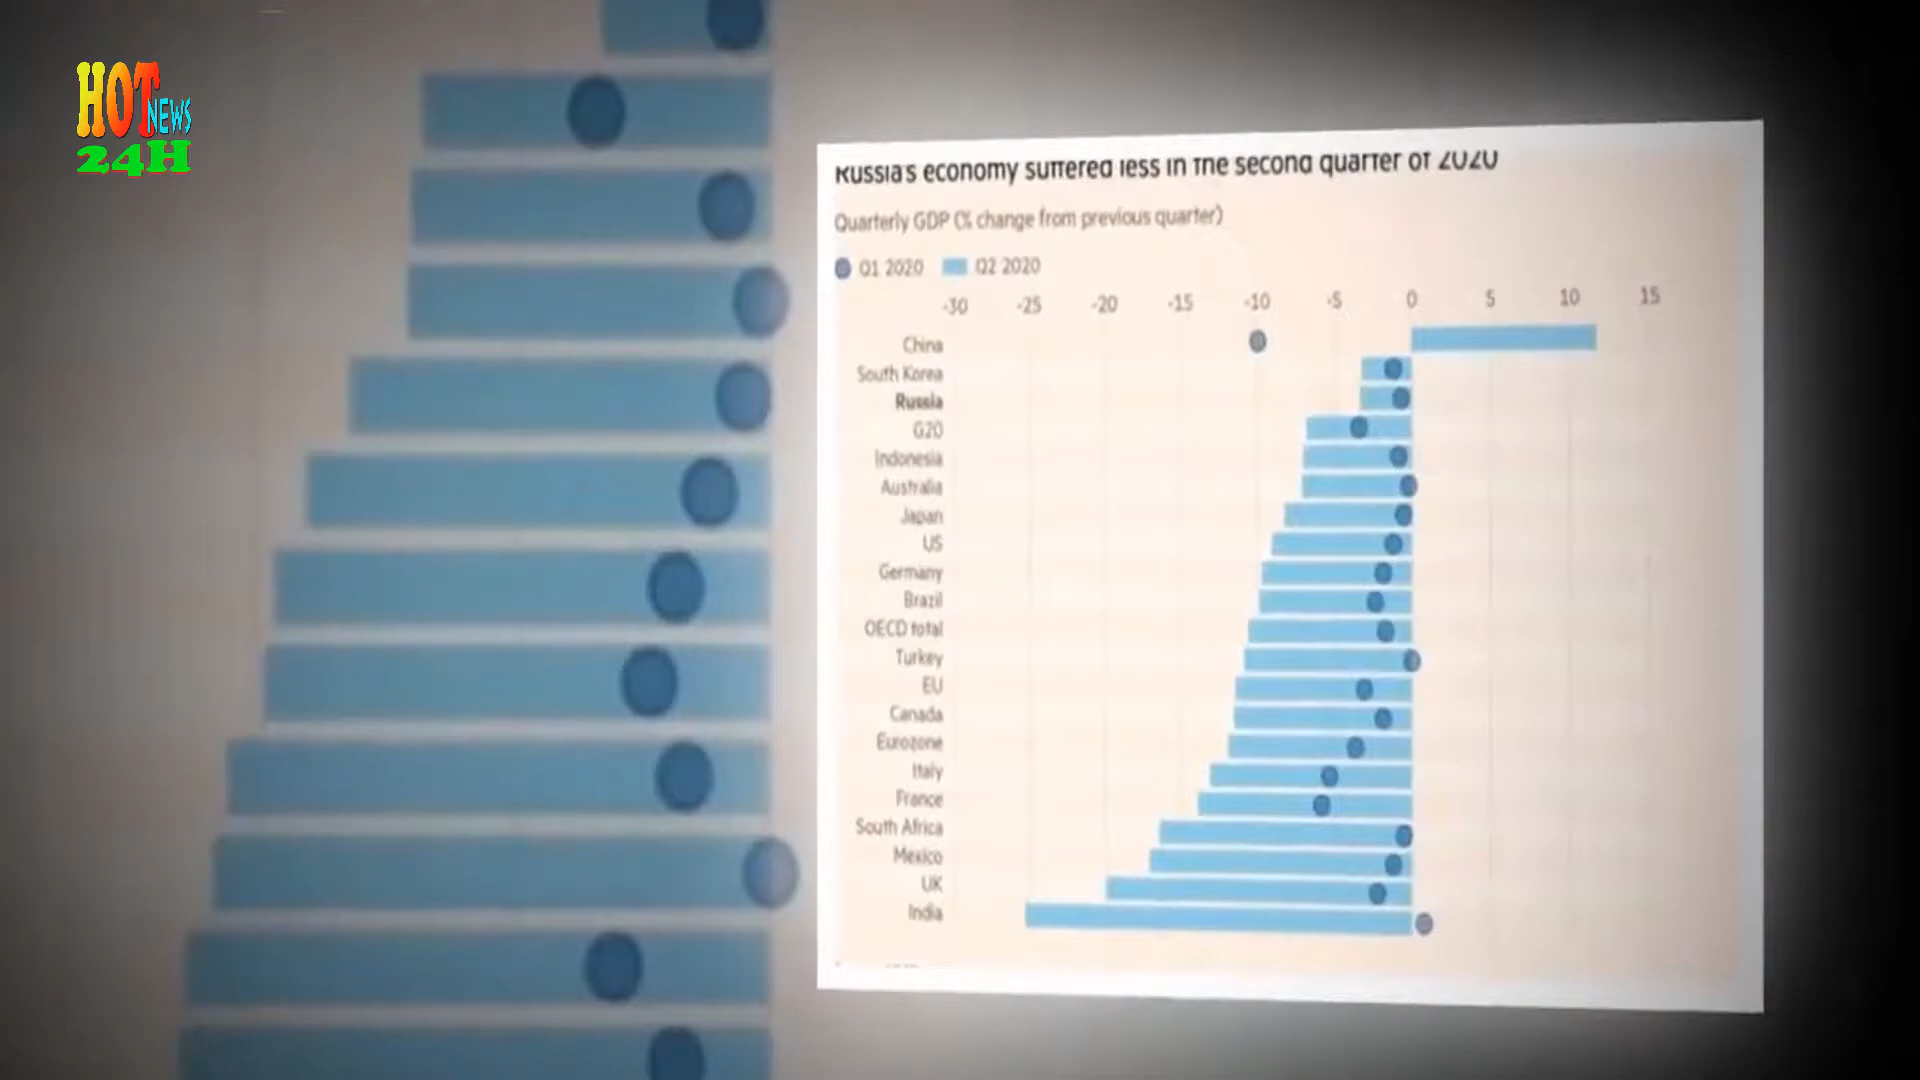 HOT NEWS
24H
Russia's economy suffered less in the second quarter of 2020
Quarterly GDP (% change from previous quarter)
Q1 2020 Q2 2020
-30 -25 -20 -15 -10 -5 0 5 10 15
China
South Korea
Russia
G20
Indonesia
Australia
Japan
US
Germany
Brazil
OECD total
Turkey
EU
Canada
Eurozone
Italy
France
South Africa
Mexico
UK
India